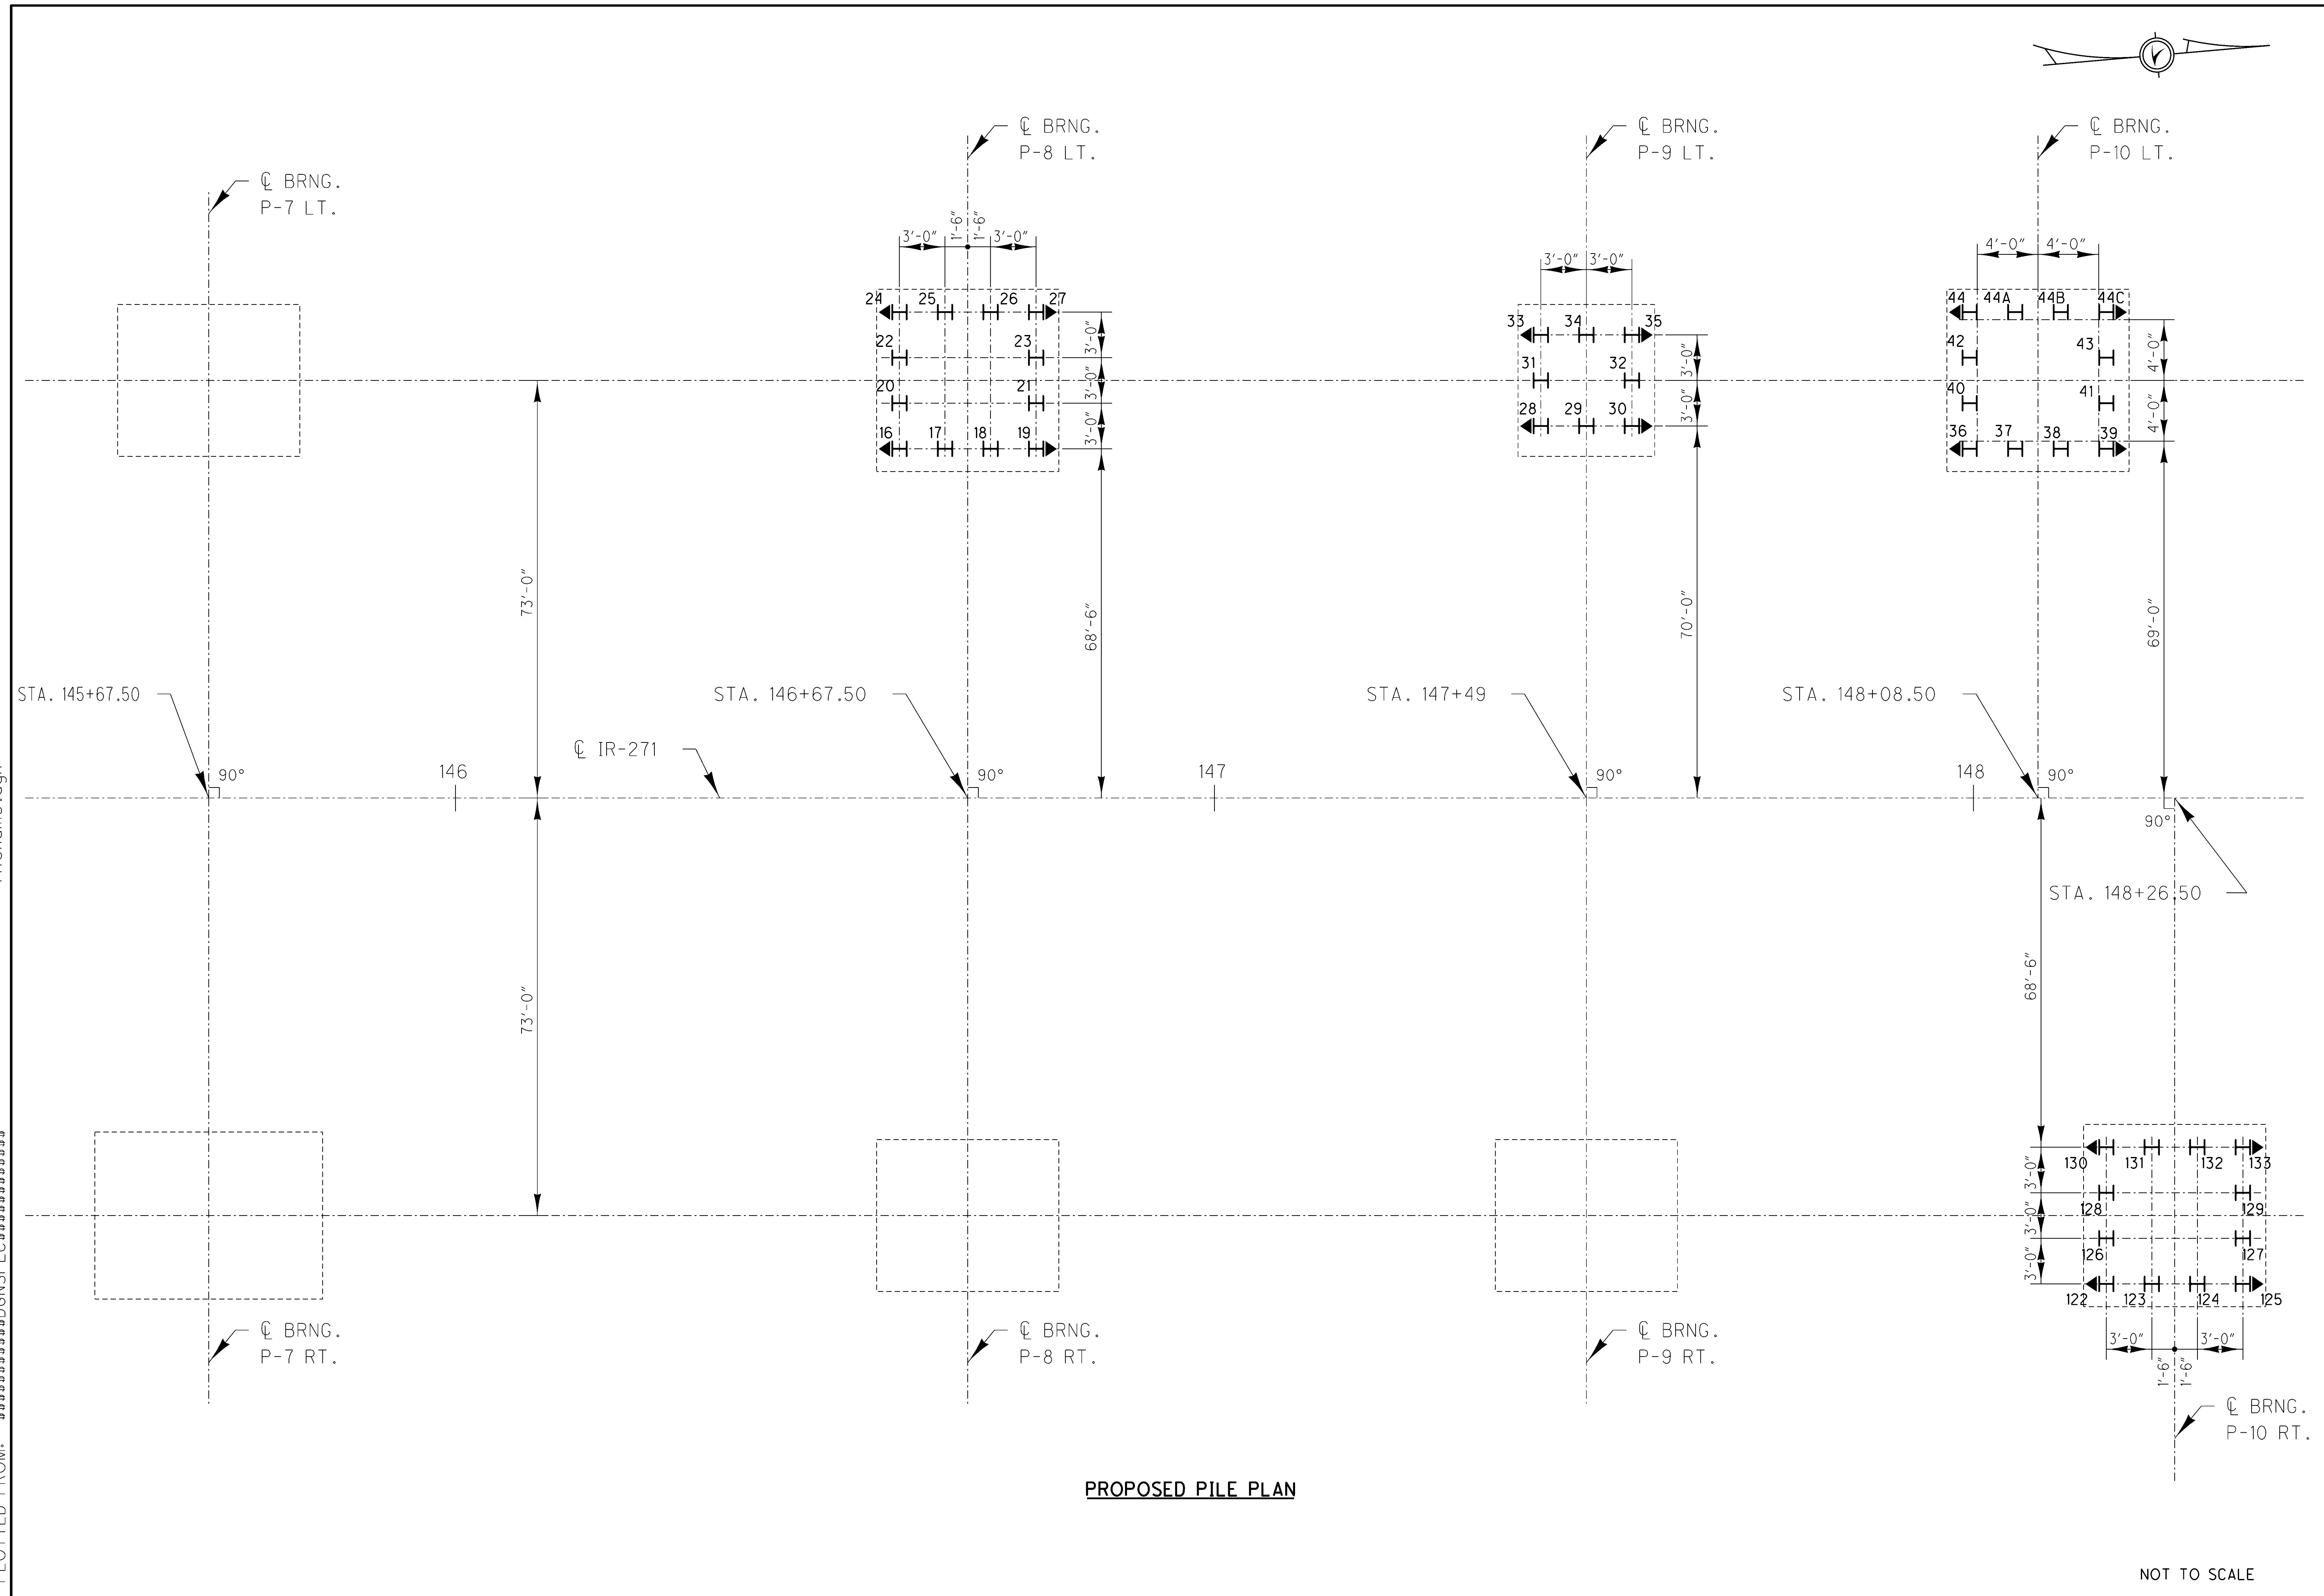 ℄ BRNG.
P-7 LT.
℄ BRNG.
P-8 LT.
℄ BRNG.
P-9 LT.
℄ BRNG.
P-10 LT.
3'-0" 1'-6" 1'-6" 3'-0"
24 25 26 27
22 23
20 21
16 17 18 19
3'-0"
3'-0"
3'-0"
68'-6"
3'-0" 3'-0"
33 34 35
31 32
28 29 30
3'-0"
3'-0"
70'-0"
4'-0" 4'-0"
44 44A 44B 44C
42 43
40 41
36 37 38 39
4'-0"
4'-0"
69'-0"
73'-0"
STA. 145+67.50
STA. 146+67.50
STA. 147+49
STA. 148+08.50
℄ IR-271
90° 146 90° 147 90° 148 90°
90°
STA. 148+26.50
73'-0"
68'-6"
3'-0"
3'-0"
3'-0"
130 131 132 133
128 129
126 127
122 123 124 125
3'-0" 1'-6" 1'-6" 3'-0"
℄ BRNG.
P-7 RT.
℄ BRNG.
P-8 RT.
℄ BRNG.
P-9 RT.
℄ BRNG.
P-10 RT.
PROPOSED PILE PLAN
NOT TO SCALE